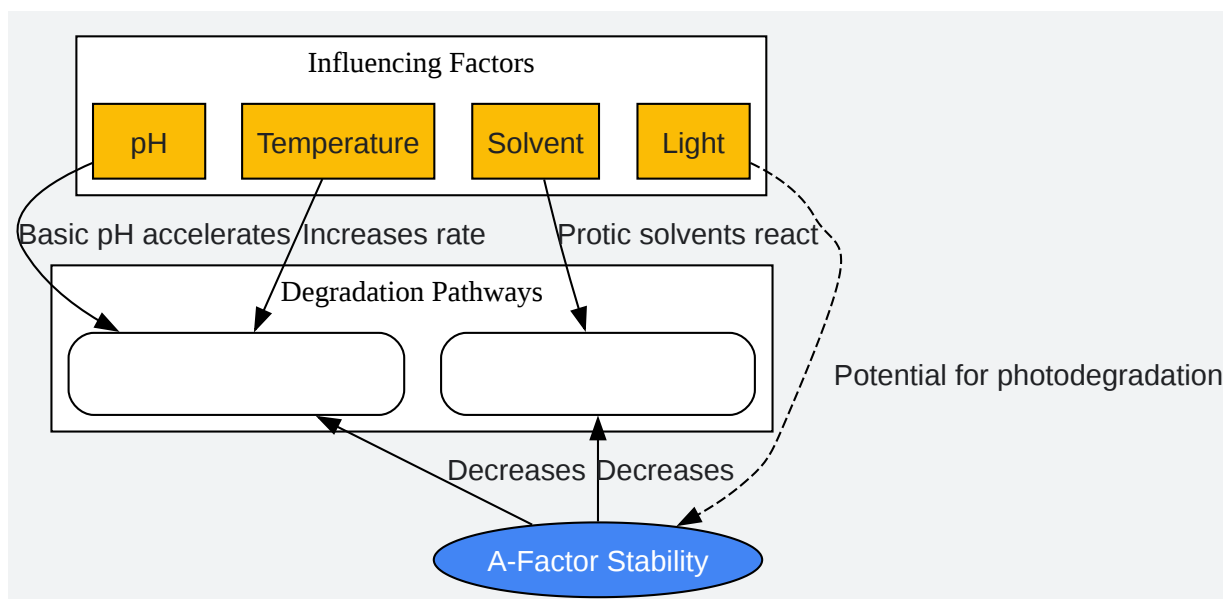 Influencing Factors
pH
Temperature
Solvent
Light
Basic pH accelerates
Increases rate
Protic solvents react
Degradation Pathways
Potential for photodegradation
Decreases
Decreases
A-Factor Stability